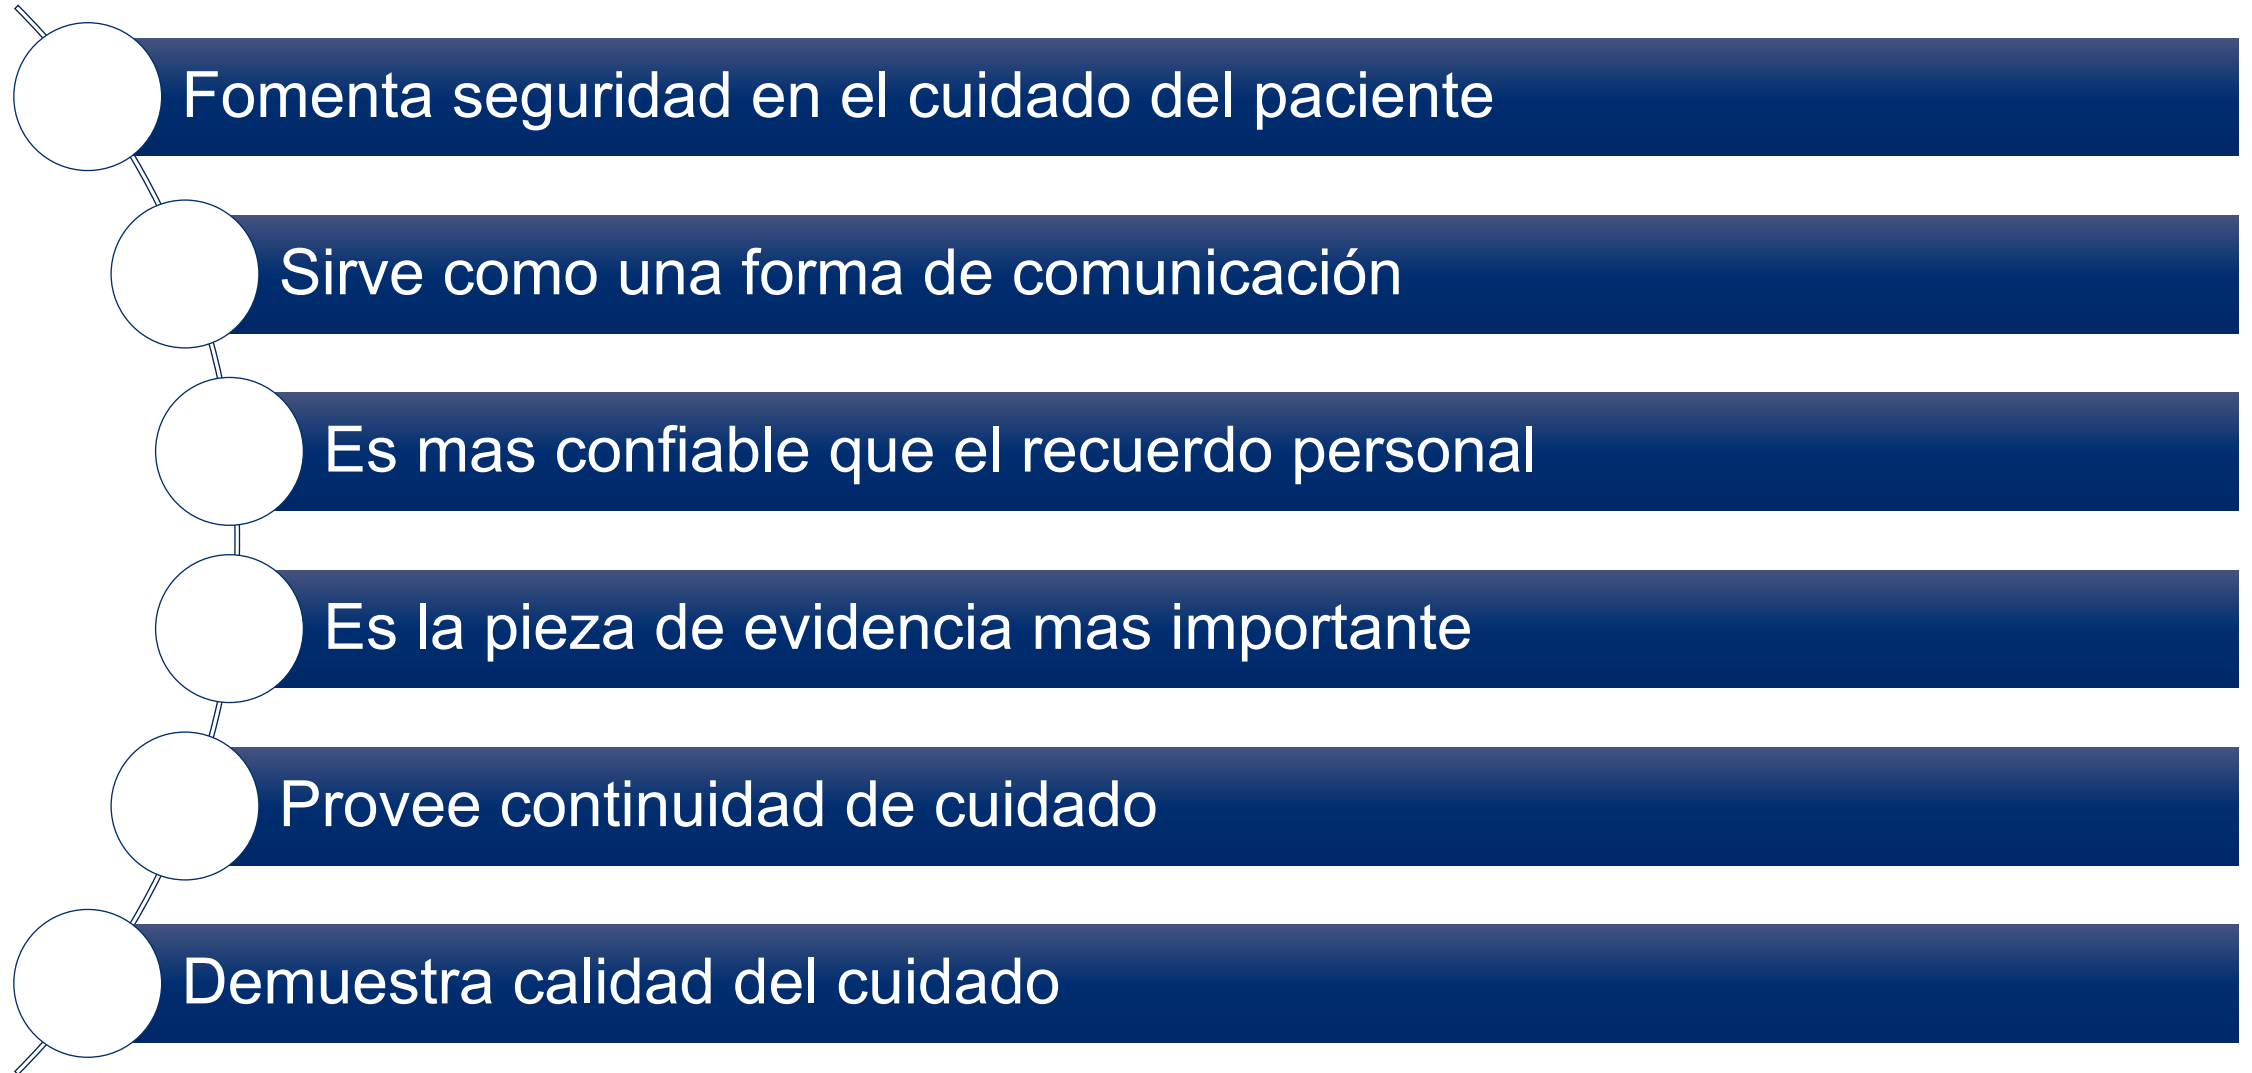 Fomenta seguridad en el cuidado del paciente
Sirve como una forma de comunicación
Es mas confiable que el recuerdo personal
Es la pieza de evidencia mas importante
Provee continuidad de cuidado
Demuestra calidad del cuidado